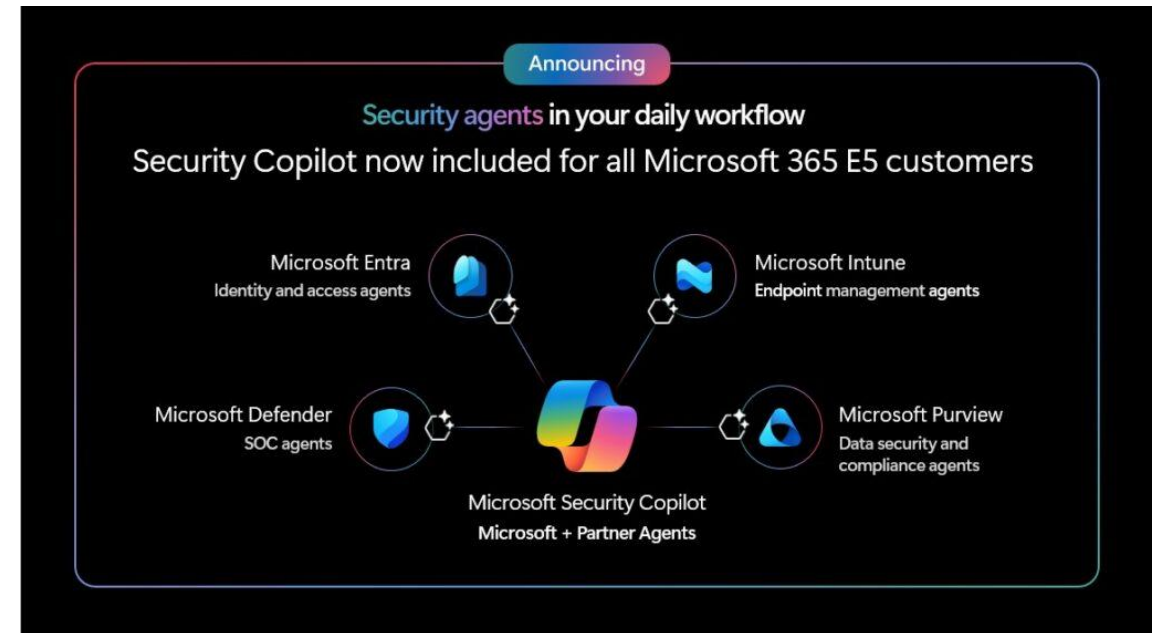 Announcing
Security agents in your daily workflow
Security Copilot now included for all Microsoft 365 E5 customers
Microsoft Entra
Identity and access agents
Microsoft Intune
Endpoint management agents
Microsoft Defender
SOC agents
Microsoft Purview
Data security and
compliance agents
Microsoft Security Copilot
Microsoft + Partner Agents